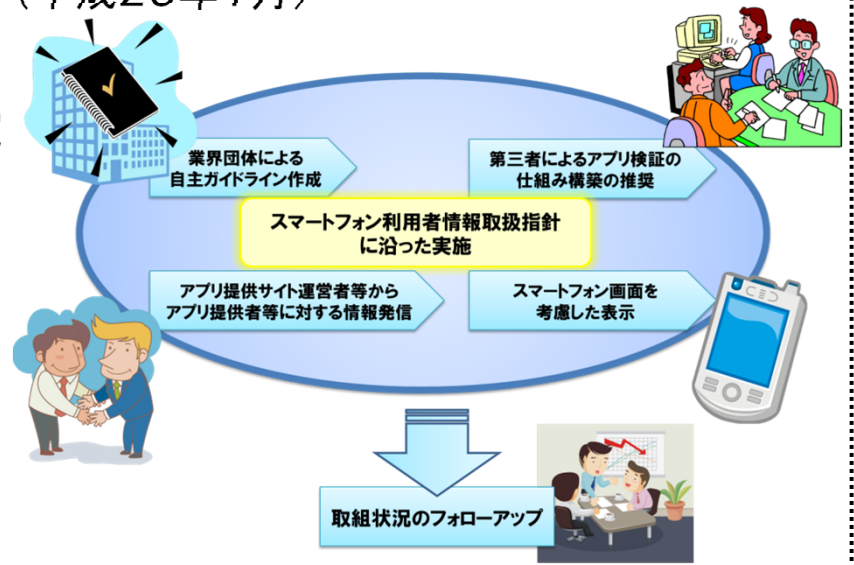 業界団体による
自主ガイドライン作成
第三者によるアプリ検証の
仕組み構築の推奨
スマートフォン利用者情報取扱指針
に沿った実施
アプリ提供サイト運営者等から
アプリ提供者等に対する情報発信
スマートフォン画面を
考慮した表示
取組状況のフォローアップ